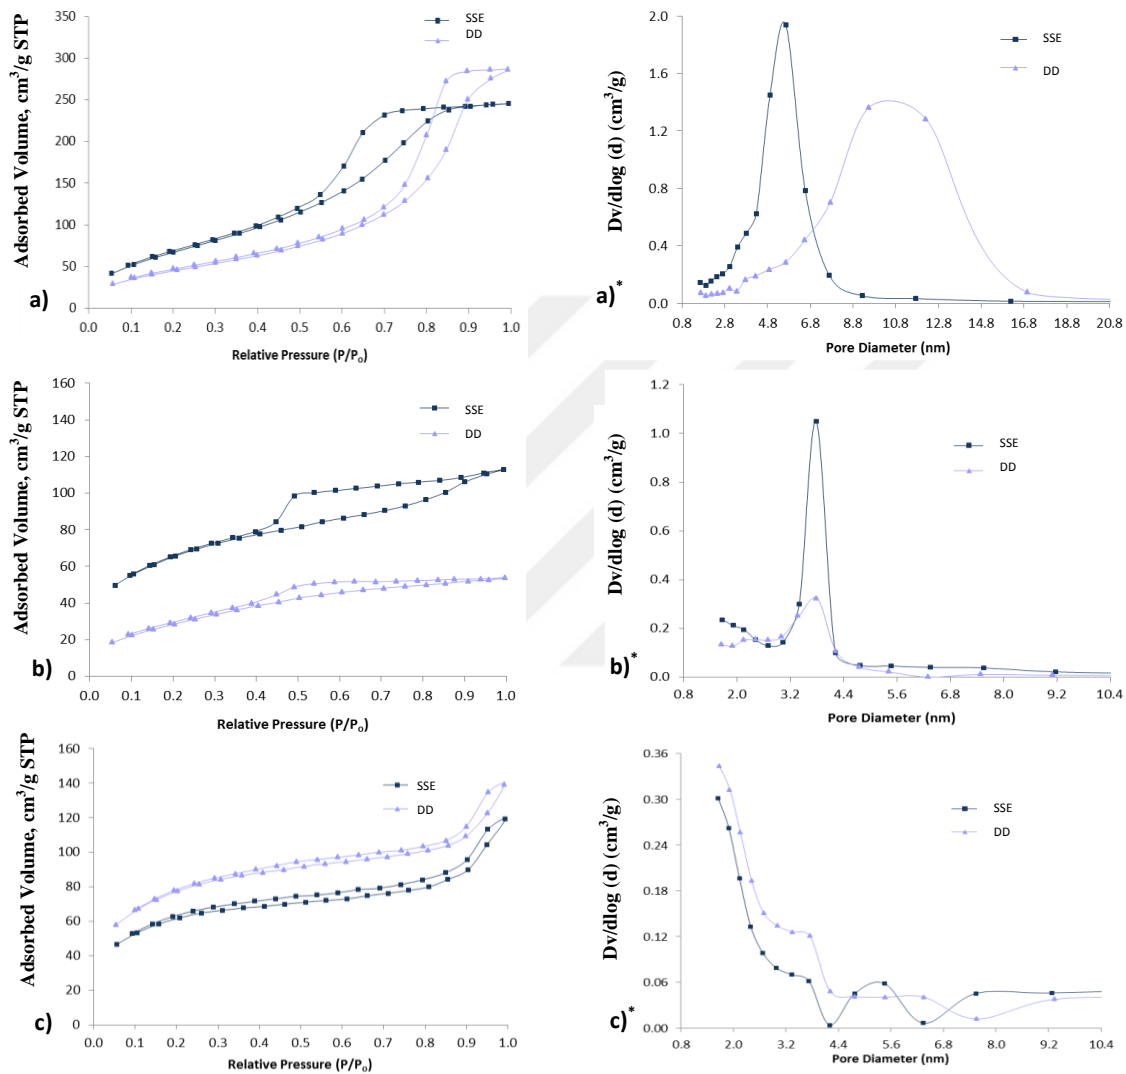 Adsorbed Volume, cm³/g STP
350
300
250
200
150
100
50
0
0.0 0.1 0.2 0.3 0.4 0.5 0.6 0.7 0.8 0.9 1.0
Relative Pressure (P/Pₒ)
SSE
DD
a)
Dv/dlog (d) (cm³/g)
2.0
1.6
1.2
0.8
0.4
0.0
0.8 2.8 4.8 6.8 8.8 10.8 12.8 14.8 16.8 18.8 20.8
Pore Diameter (nm)
SSE
DD
a)*
Adsorbed Volume, cm³/g STP
160
140
120
100
80
60
40
20
0
0.0 0.1 0.2 0.3 0.4 0.5 0.6 0.7 0.8 0.9 1.0
Relative Pressure (P/Pₒ)
SSE
DD
b)
Dv/dlog (d) (cm³/g)
1.2
1.0
0.8
0.6
0.4
0.2
0.0
0.8 2.0 3.2 4.4 5.6 6.8 8.0 9.2 10.4
Pore Diameter (nm)
SSE
DD
b)*
Adsorbed Volume, cm³/g STP
160
140
120
100
80
60
40
20
0
0.0 0.1 0.2 0.3 0.4 0.5 0.6 0.7 0.8 0.9 1.0
Relative Pressure (P/Pₒ)
SSE
DD
c)
Dv/dlog (d) (cm³/g)
0.36
0.30
0.24
0.18
0.12
0.06
0.00
0.8 2.0 3.2 4.4 5.6 6.8 8.0 9.2 10.4
Pore Diameter (nm)
SSE
DD
c)*